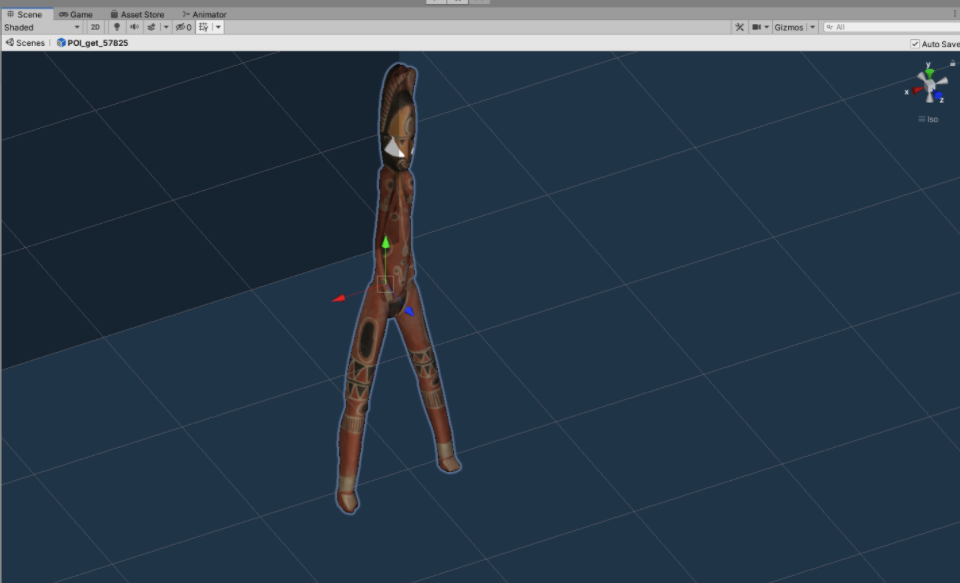 Scene Game Asset Store Animator
Shaded 2D 0 Gizmos All
Scenes POI_get_57825
Auto Save
y
x
z
Iso